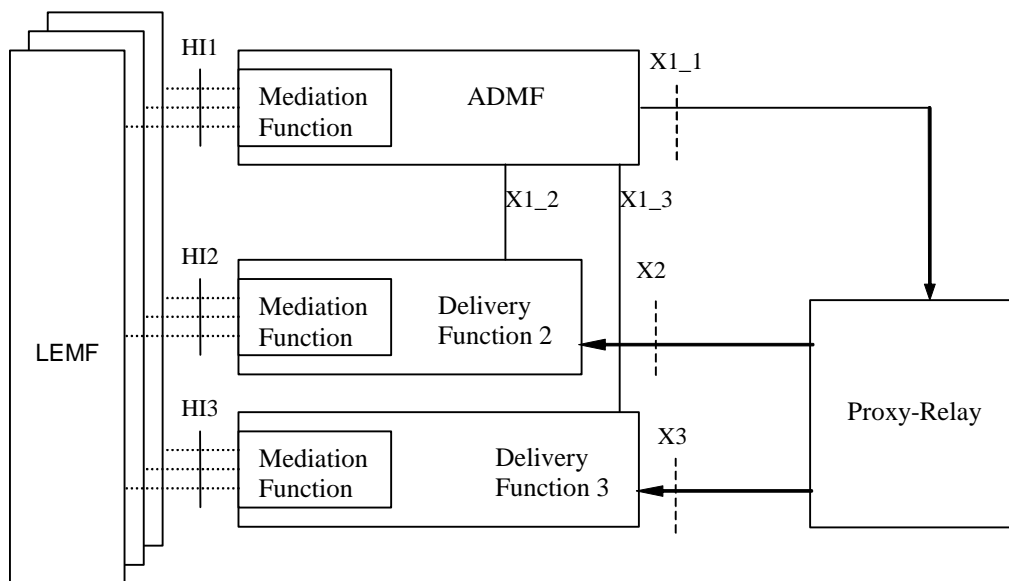 HI1
Mediation
Function
ADMF
X1_1
X1_2
X1_3
HI2
Mediation
Function
Delivery
Function 2
X2
LEMF
Proxy-Relay
HI3
Mediation
Function
Delivery
Function 3
X3